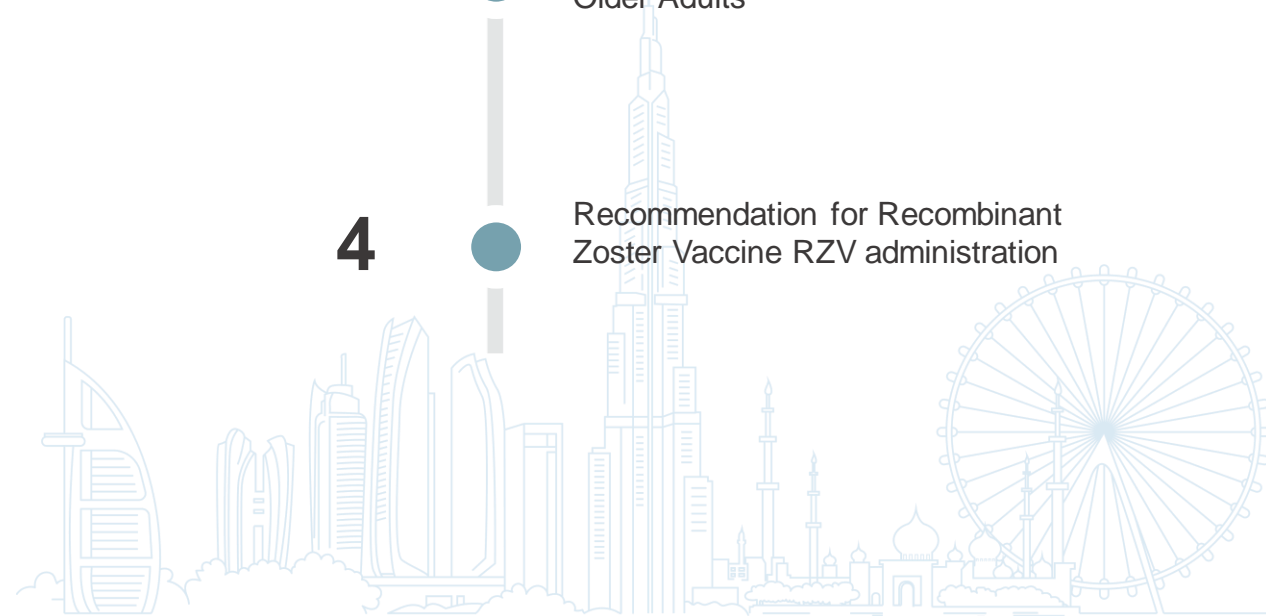 Older Adults
4
Recommendation for Recombinant
Zoster Vaccine RZV administration